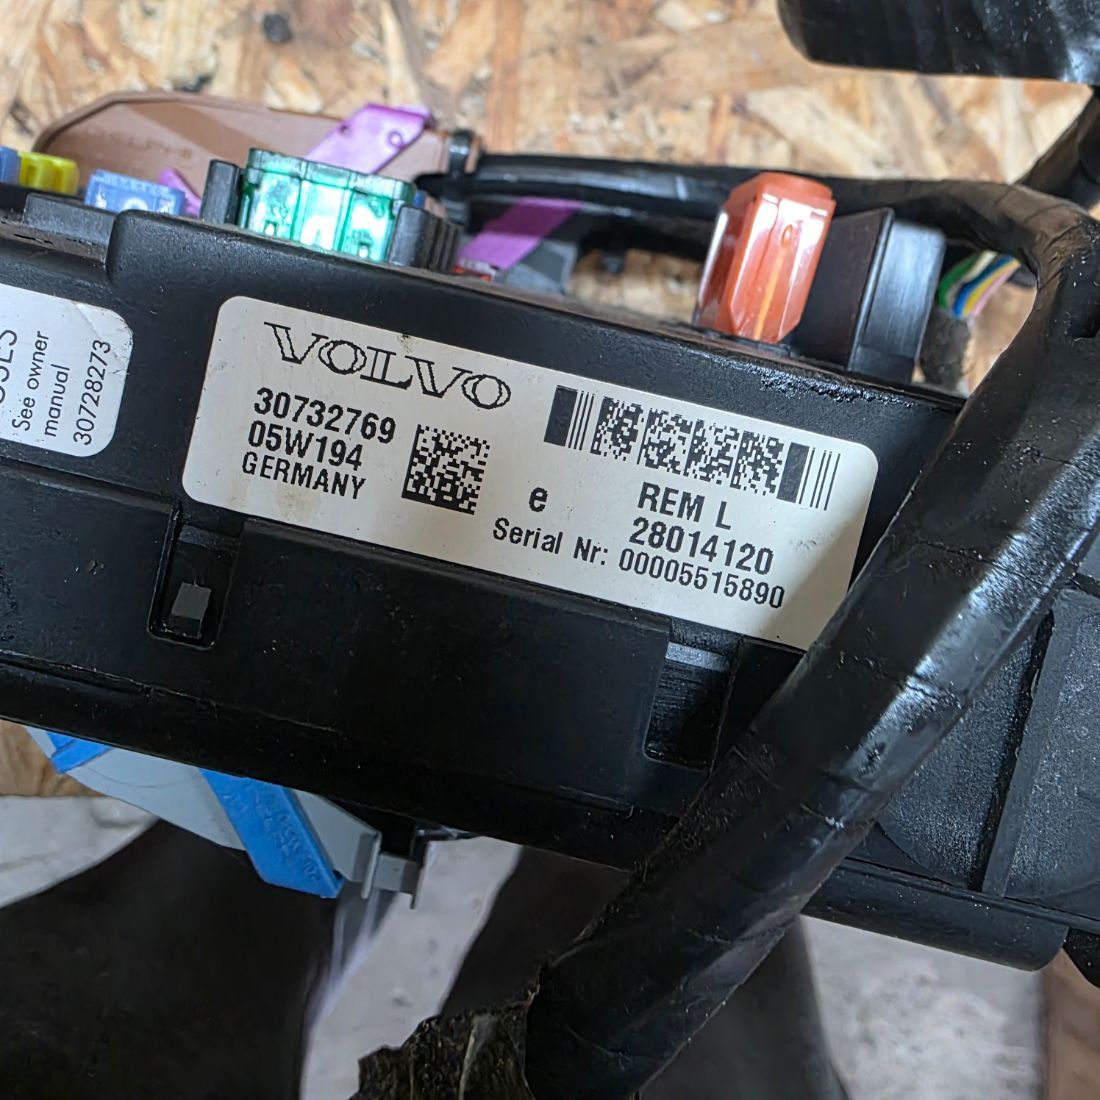 See owner
manual
30728273
VOLVO
30732769
05W194
GERMANY
e
REM L
28014120
Serial Nr: 00005515890